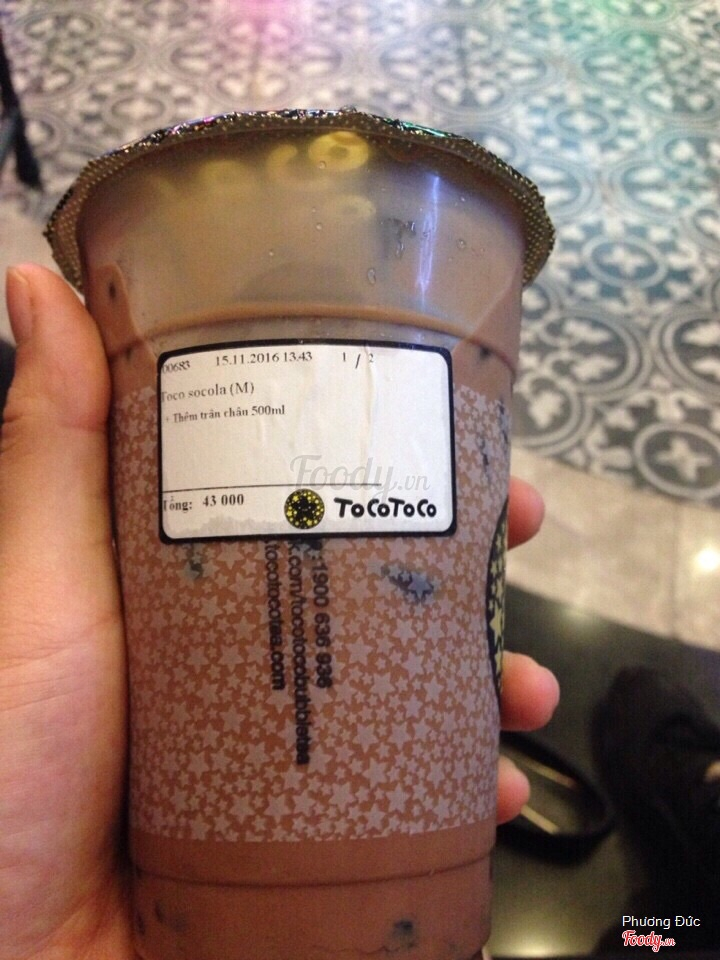 00683 15.11.2016 13:43 1 / 2
Toco socola (M)
+ Thêm trân châu 500ml
Foody.vn
Tổng: 43 000
ToCoToCo
1900 636 936
k.com/tocotocobubbletea
tocotocotea.com
Phương Đức
Foody.vn